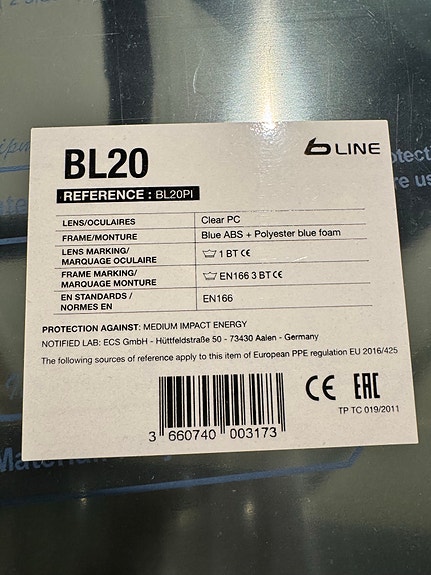 BL20
b LINE
REFERENCE : BL20PI
LENS/OCULAIRES Clear PC
FRAME/MONTURE Blue ABS + Polyester blue foam
LENS MARKING/
MARQUAGE OCULAIRE 1 BT CE
FRAME MARKING/
MARQUAGE MONTURE EN166 3 BT CE
EN STANDARDS /
NORMES EN EN166
PROTECTION AGAINST: MEDIUM IMPACT ENERGY
NOTIFIED LAB: ECS GmbH - Hüttfeldstraße 50 - 73430 Aalen - Germany
The following sources of reference apply to this item of European PPE regulation EU 2016/425
CE EAC
TP TC 019/2011
3 660740 003173